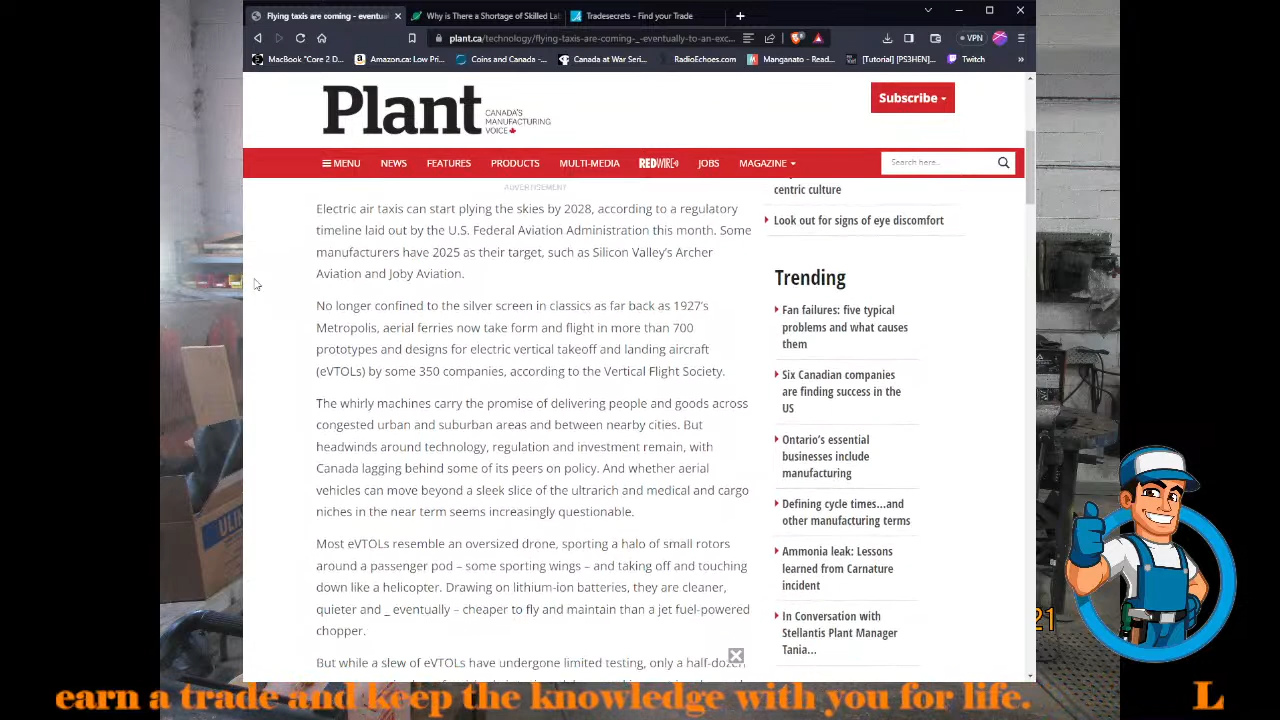 Flying taxis are coming - eventua
Why is There a Shortage of Skilled Lab
Tradesecrets - Find your Trade
plant.ca/technology/flying-taxis-are-coming-_-eventually-to-an-exc...
VPN
MacBook "Core 2 D...
Amazon.ca: Low Pri...
Coins and Canada -...
Canada at War Seri...
RadioEchoes.com
Manganato - Read...
[Tutorial] [PS3HEN]...
Twitch
»
Plant
CANADA'S
MANUFACTURING
VOICE
Subscribe
MENU
NEWS
FEATURES
PRODUCTS
MULTI-MEDIA
REDWIRE
JOBS
MAGAZINE
Search here..
ADVERTISEMENT
Electric air taxis can start plying the skies by 2028, according to a regulatory
timeline laid out by the U.S. Federal Aviation Administration this month. Some
manufacturers have 2025 as their target, such as Silicon Valley's Archer
Aviation and Joby Aviation.
No longer confined to the silver screen in classics as far back as 1927's
Metropolis, aerial ferries now take form and flight in more than 700
prototypes and designs for electric vertical takeoff and landing aircraft
(eVTOLs) by some 350 companies, according to the Vertical Flight Society.
The whirly machines carry the promise of delivering people and goods across
congested urban and suburban areas and between nearby cities. But
headwinds around technology, regulation and investment remain, with
Canada lagging behind some of its peers on policy. And whether aerial
vehicles can move beyond a sleek slice of the ultrarich and medical and cargo
niches in the near term seems increasingly questionable.
Most eVTOLs resemble an oversized drone, sporting a halo of small rotors
around a passenger pod – some sporting wings – and taking off and touching
down like a helicopter. Drawing on lithium-ion batteries, they are cleaner,
quieter and _ eventually – cheaper to fly and maintain than a jet fuel-powered
chopper.
But while a slew of eVTOLs have undergone limited testing, only a half-dozen
centric culture
Look out for signs of eye discomfort
Trending
Fan failures: five typical
problems and what causes
them
Six Canadian companies
are finding success in the
US
Ontario's essential
businesses include
manufacturing
Defining cycle times...and
other manufacturing terms
Ammonia leak: Lessons
learned from Carnature
incident
In Conversation with
Stellantis Plant Manager
Tania...
21
earn a trade and keep the knowledge with you for life.
L